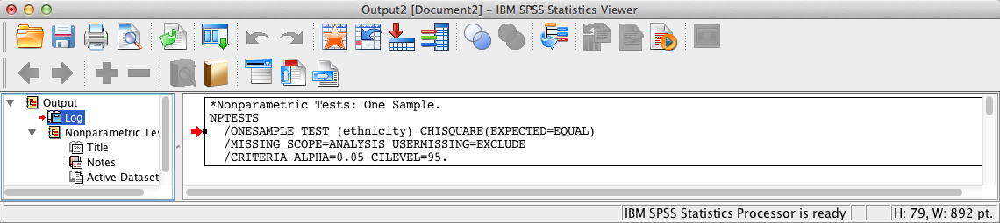 Output2 [Document2] – IBM SPSS Statistics Viewer
Output
Log
Nonparametric Te
Title
Notes
Active Dataset
*Nonparametric Tests: One Sample.
NPTESTS
/ONESAMPLE TEST (ethnicity) CHISQUARE(EXPECTED=EQUAL)
/MISSING SCOPE=ANALYSIS USERMISSING=EXCLUDE
/CRITERIA ALPHA=0.05 CILEVEL=95.
IBM SPSS Statistics Processor is ready
H: 79, W: 892 pt.